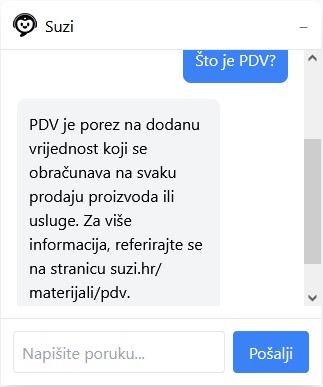 Suzi
–
Što je PDV?
PDV je porez na dodanu
vrijednost koji se
obračunava na svaku
prodaju proizvoda ili
usluge. Za više
informacija, referirajte se
na stranicu suzi.hr/
materijali/pdv.
Napišite poruku...
Pošalji